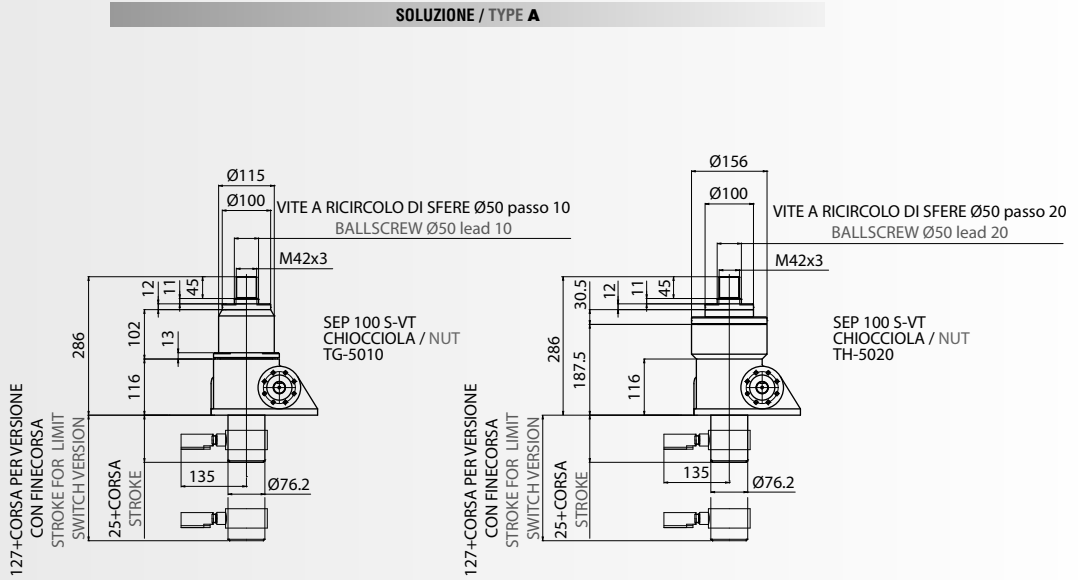 SOLUZIONE / TYPE A
Ø115
Ø100
VITE A RICIRCOLO DI SFERE Ø50 passo 10
BALLSCREW Ø50 lead 10
M42x3
12
11
45
286
102
13
116
SEP 100 S-VT
CHIOCCIOLA / NUT
TG-5010
127+CORSA PER VERSIONE
CON FINECORSA
STROKE FOR LIMIT
SWITCH VERSION
25+CORSA
STROKE
135
Ø76.2
Ø156
Ø100
VITE A RICIRCOLO DI SFERE Ø50 passo 20
BALLSCREW Ø50 lead 20
M42x3
30.5
12
11
45
286
187.5
116
SEP 100 S-VT
CHIOCCIOLA / NUT
TH-5020
127+CORSA PER VERSIONE
CON FINECORSA
STROKE FOR LIMIT
SWITCH VERSION
25+CORSA
STROKE
135
Ø76.2